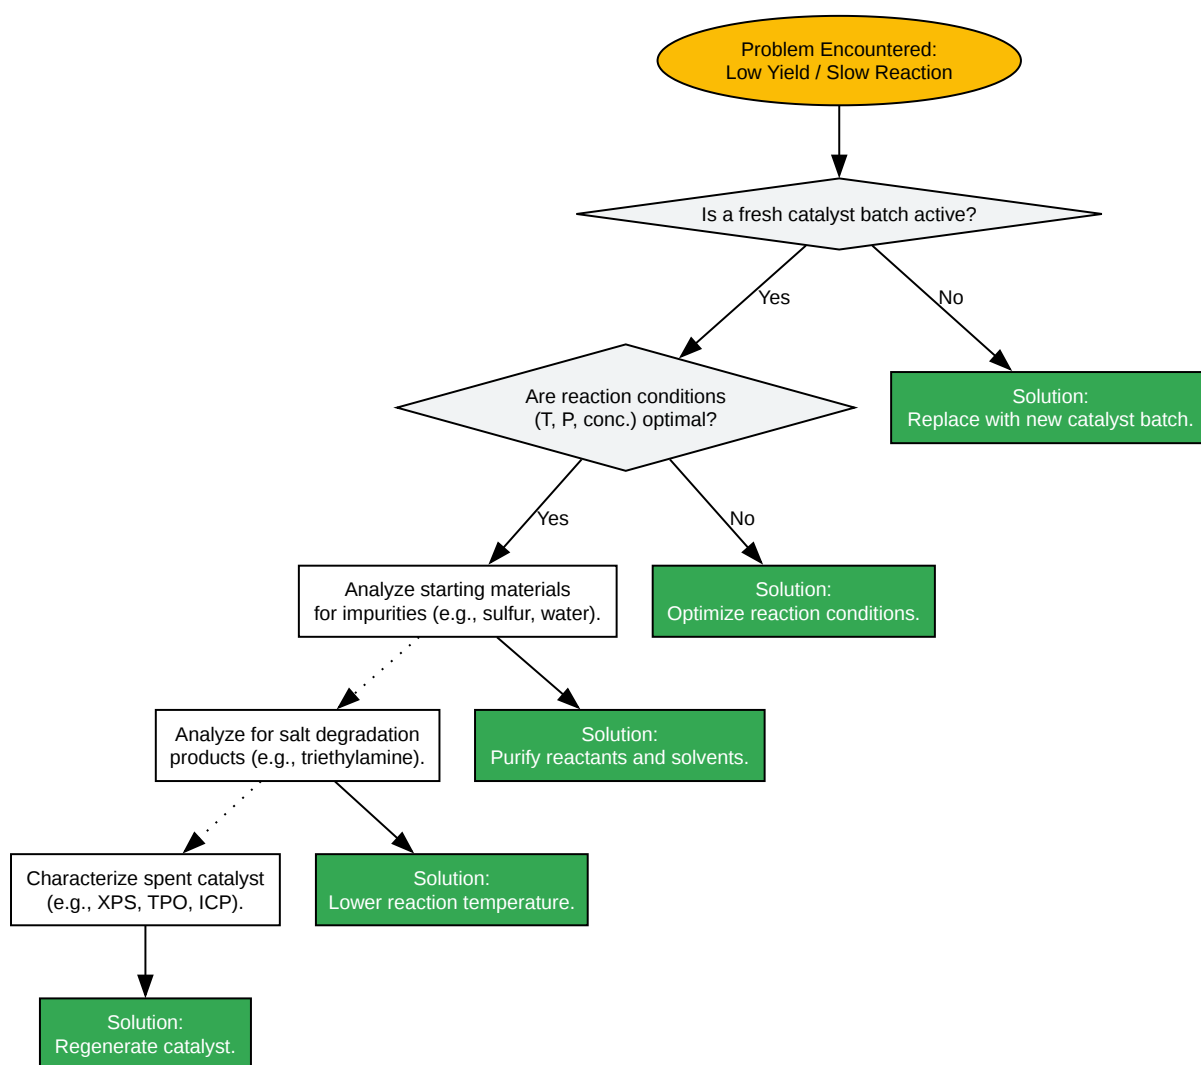 Problem Encountered:
Low Yield / Slow Reaction
Is a fresh catalyst batch active?
Yes
No
Are reaction conditions
(T, P, conc.) optimal?
Solution:
Replace with new catalyst batch.
Yes
No
Analyze starting materials
for impurities (e.g., sulfur, water).
Solution:
Optimize reaction conditions.
Analyze for salt degradation
products (e.g., triethylamine).
Solution:
Purify reactants and solvents.
Characterize spent catalyst
(e.g., XPS, TPO, ICP).
Solution:
Lower reaction temperature.
Solution:
Regenerate catalyst.